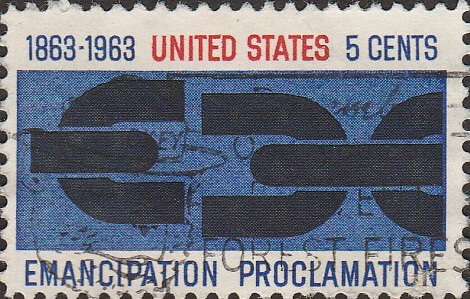 1863-1963 UNITED STATES 5 CENTS
FOREST FIRES
EMANCIPATION PROCLAMATION